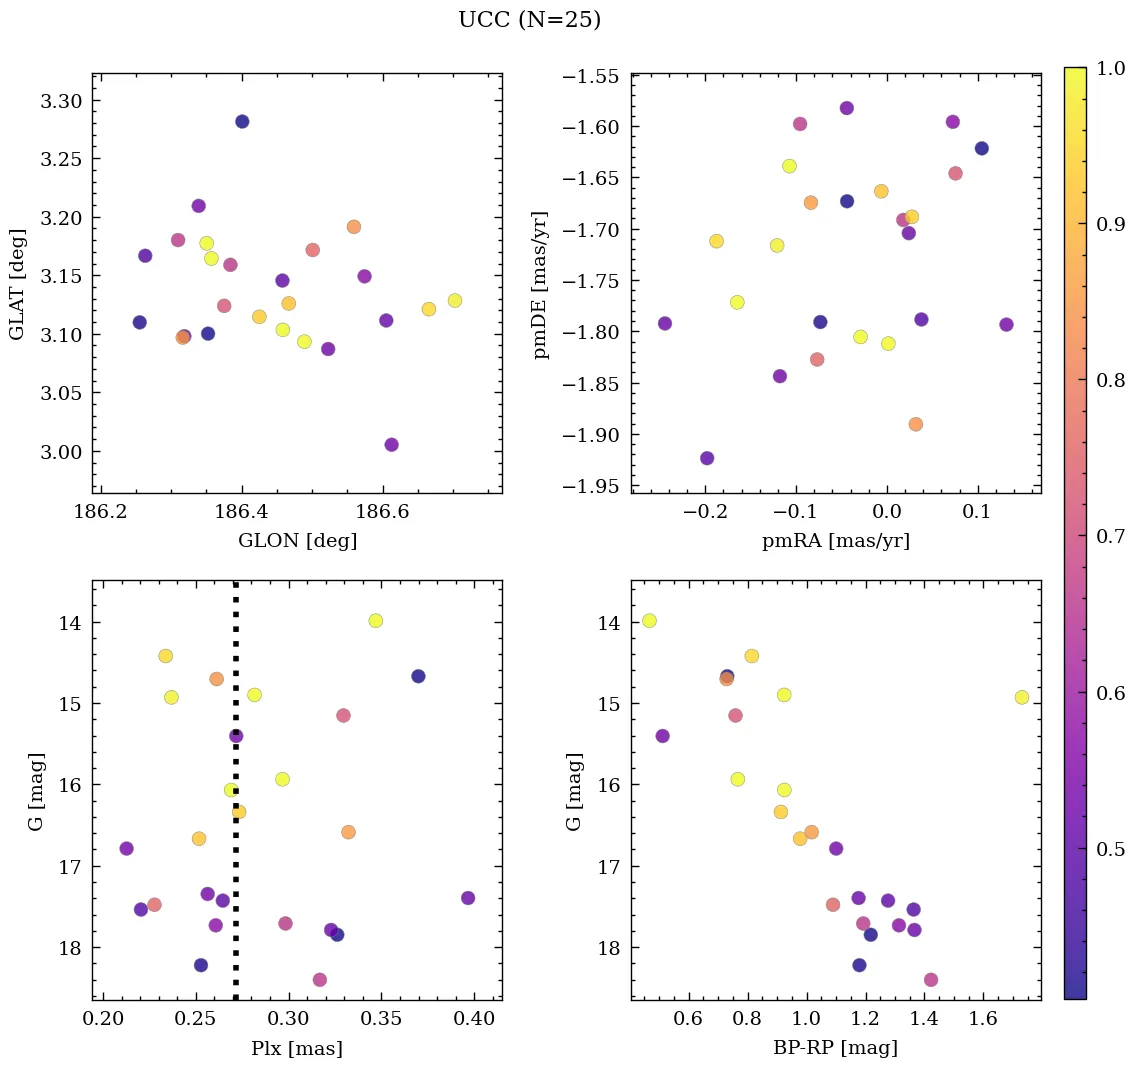 UCC (N=25)
3.30
3.25
3.20
3.15
3.10
3.05
3.00
GLAT [deg]
186.2 186.4 186.6
GLON [deg]
−1.55
−1.60
−1.65
−1.70
−1.75
−1.80
−1.85
−1.90
−1.95
pmDE [mas/yr]
−0.2 −0.1 0.0 0.1
pmRA [mas/yr]
14
15
16
17
18
G [mag]
0.20 0.25 0.30 0.35 0.40
Plx [mas]
14
15
16
17
18
G [mag]
0.6 0.8 1.0 1.2 1.4 1.6
BP-RP [mag]
1.0
0.9
0.8
0.7
0.6
0.5